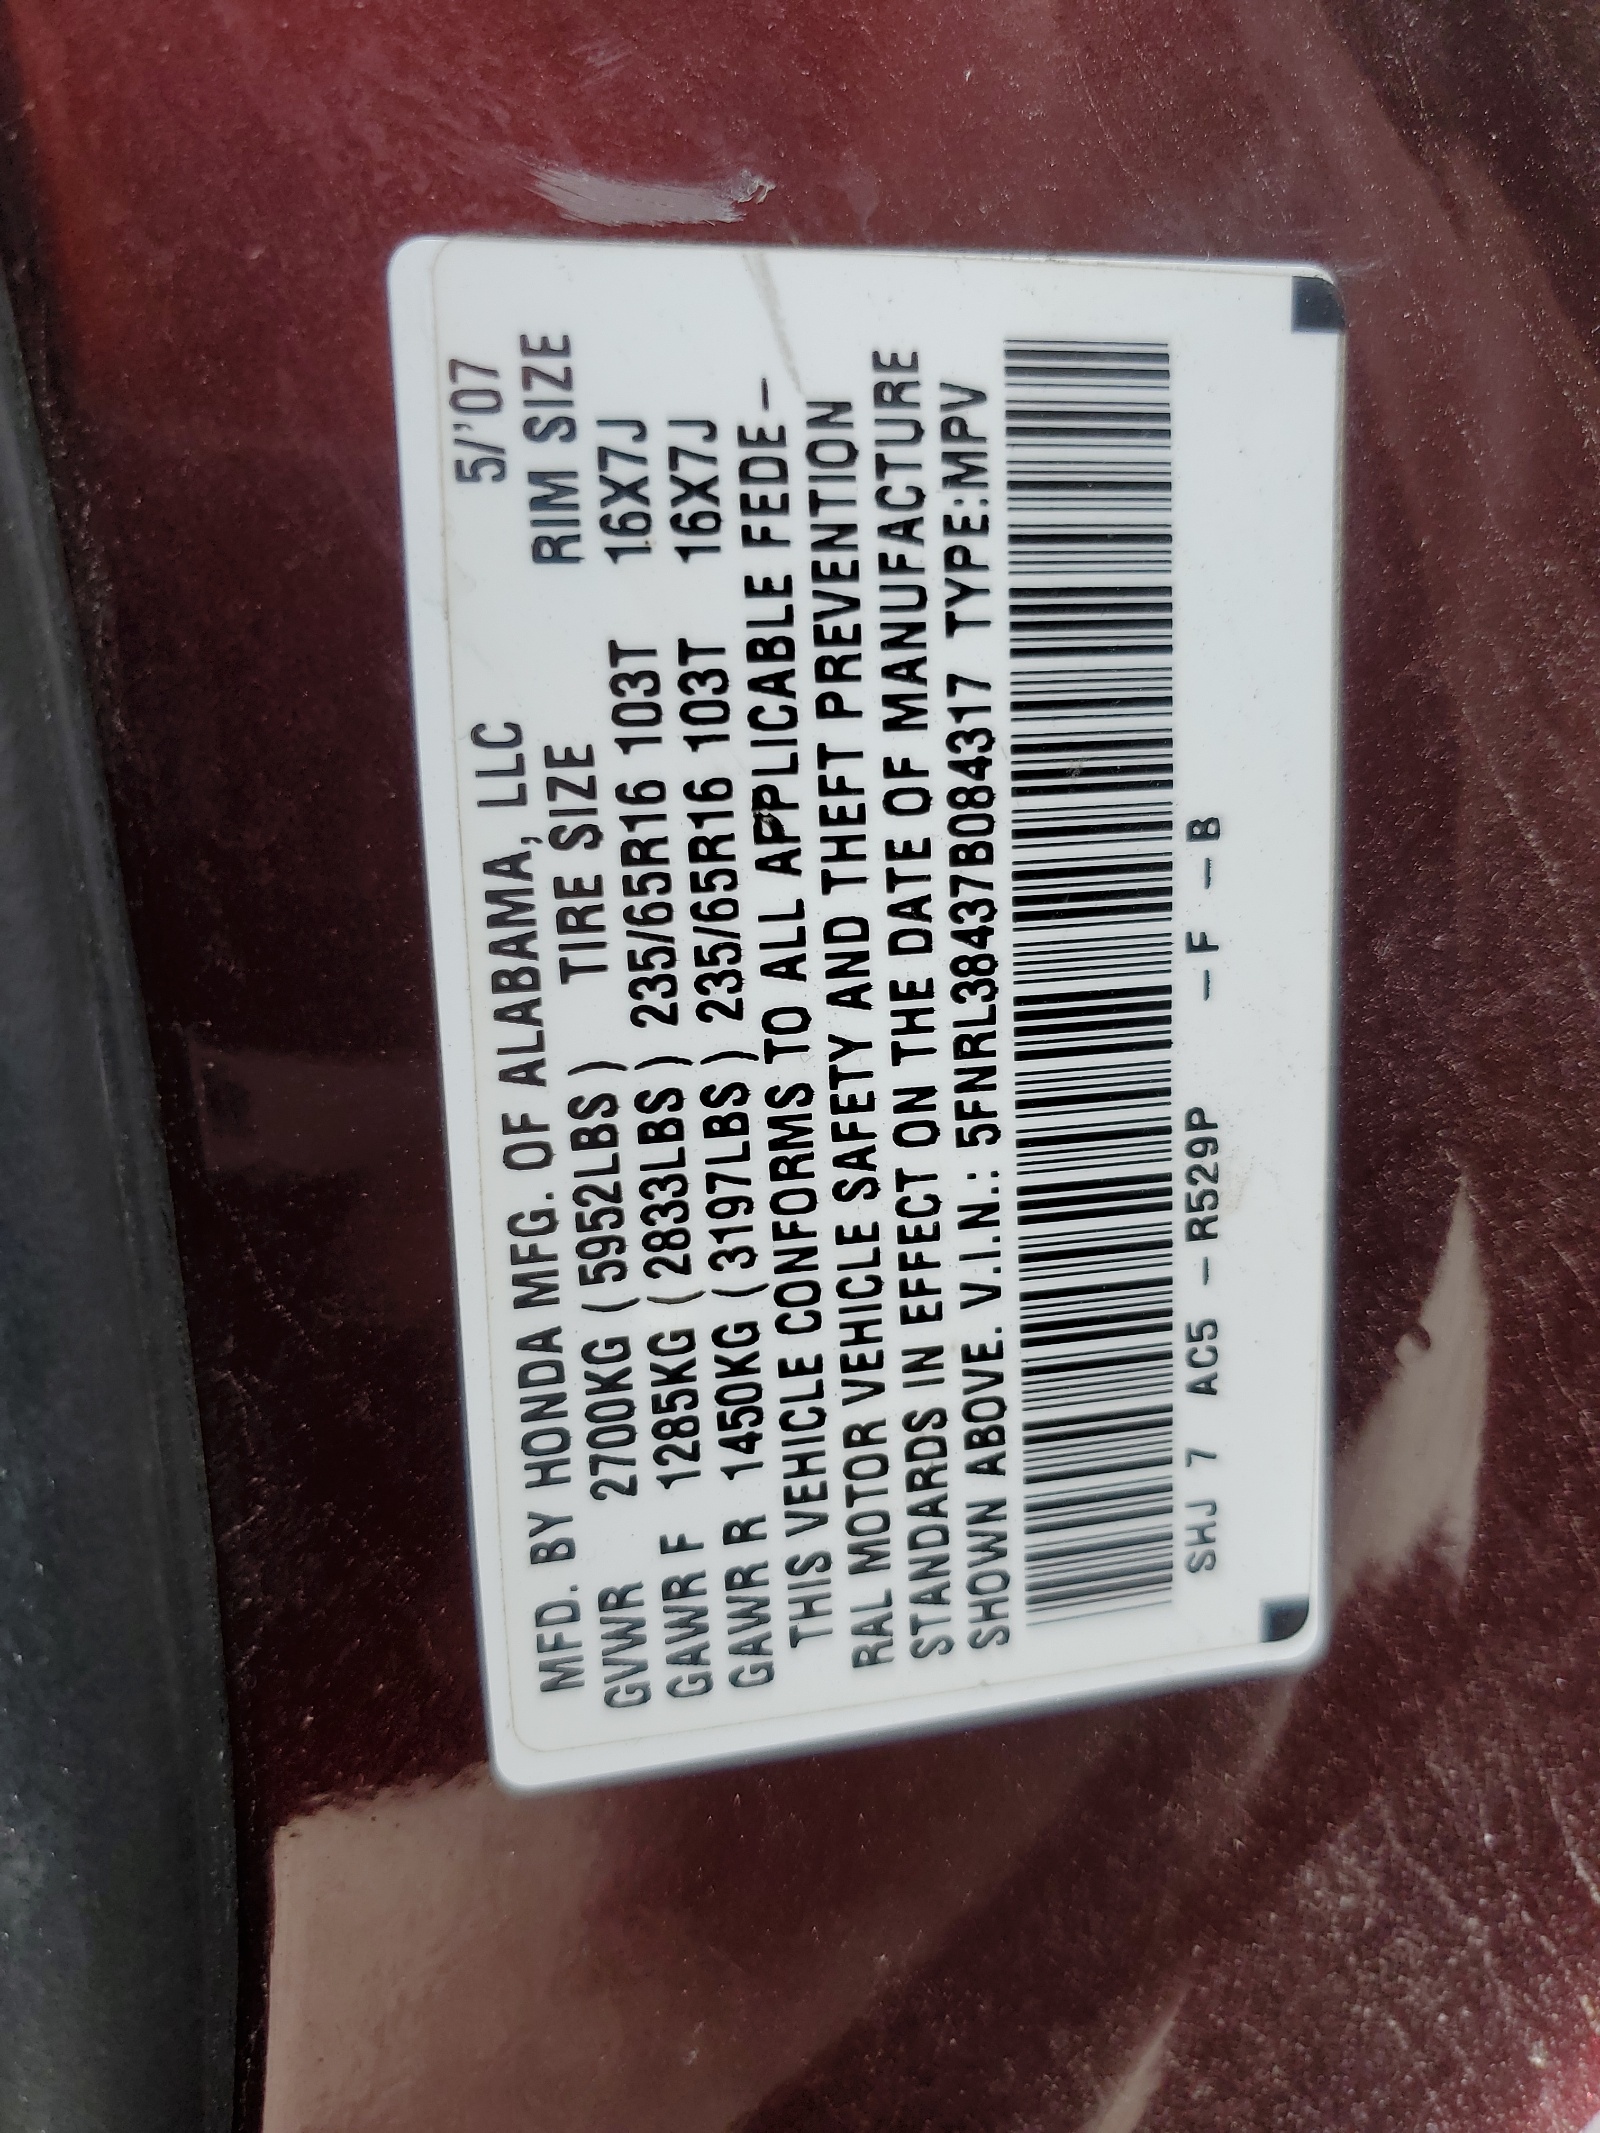 MFD. BY HONDA MFG. OF ALABAMA, LLC 5/'07
TIRE SIZE RIM SIZE
GVWR 2700KG ( 5952LBS )
GAWR F 1285KG ( 2833LBS ) 235/65R16 103T 16X7J
GAWR R 1450KG ( 3197LBS ) 235/65R16 103T 16X7J
THIS VEHICLE CONFORMS TO ALL APPLICABLE FEDE-
RAL MOTOR VEHICLE SAFETY AND THEFT PREVENTION
STANDARDS IN EFFECT ON THE DATE OF MANUFACTURE
SHOWN ABOVE. V.I.N.: 5FNRL38437B084317 TYPE:MPV
SHJ 7 AC5 -R529P -F-B